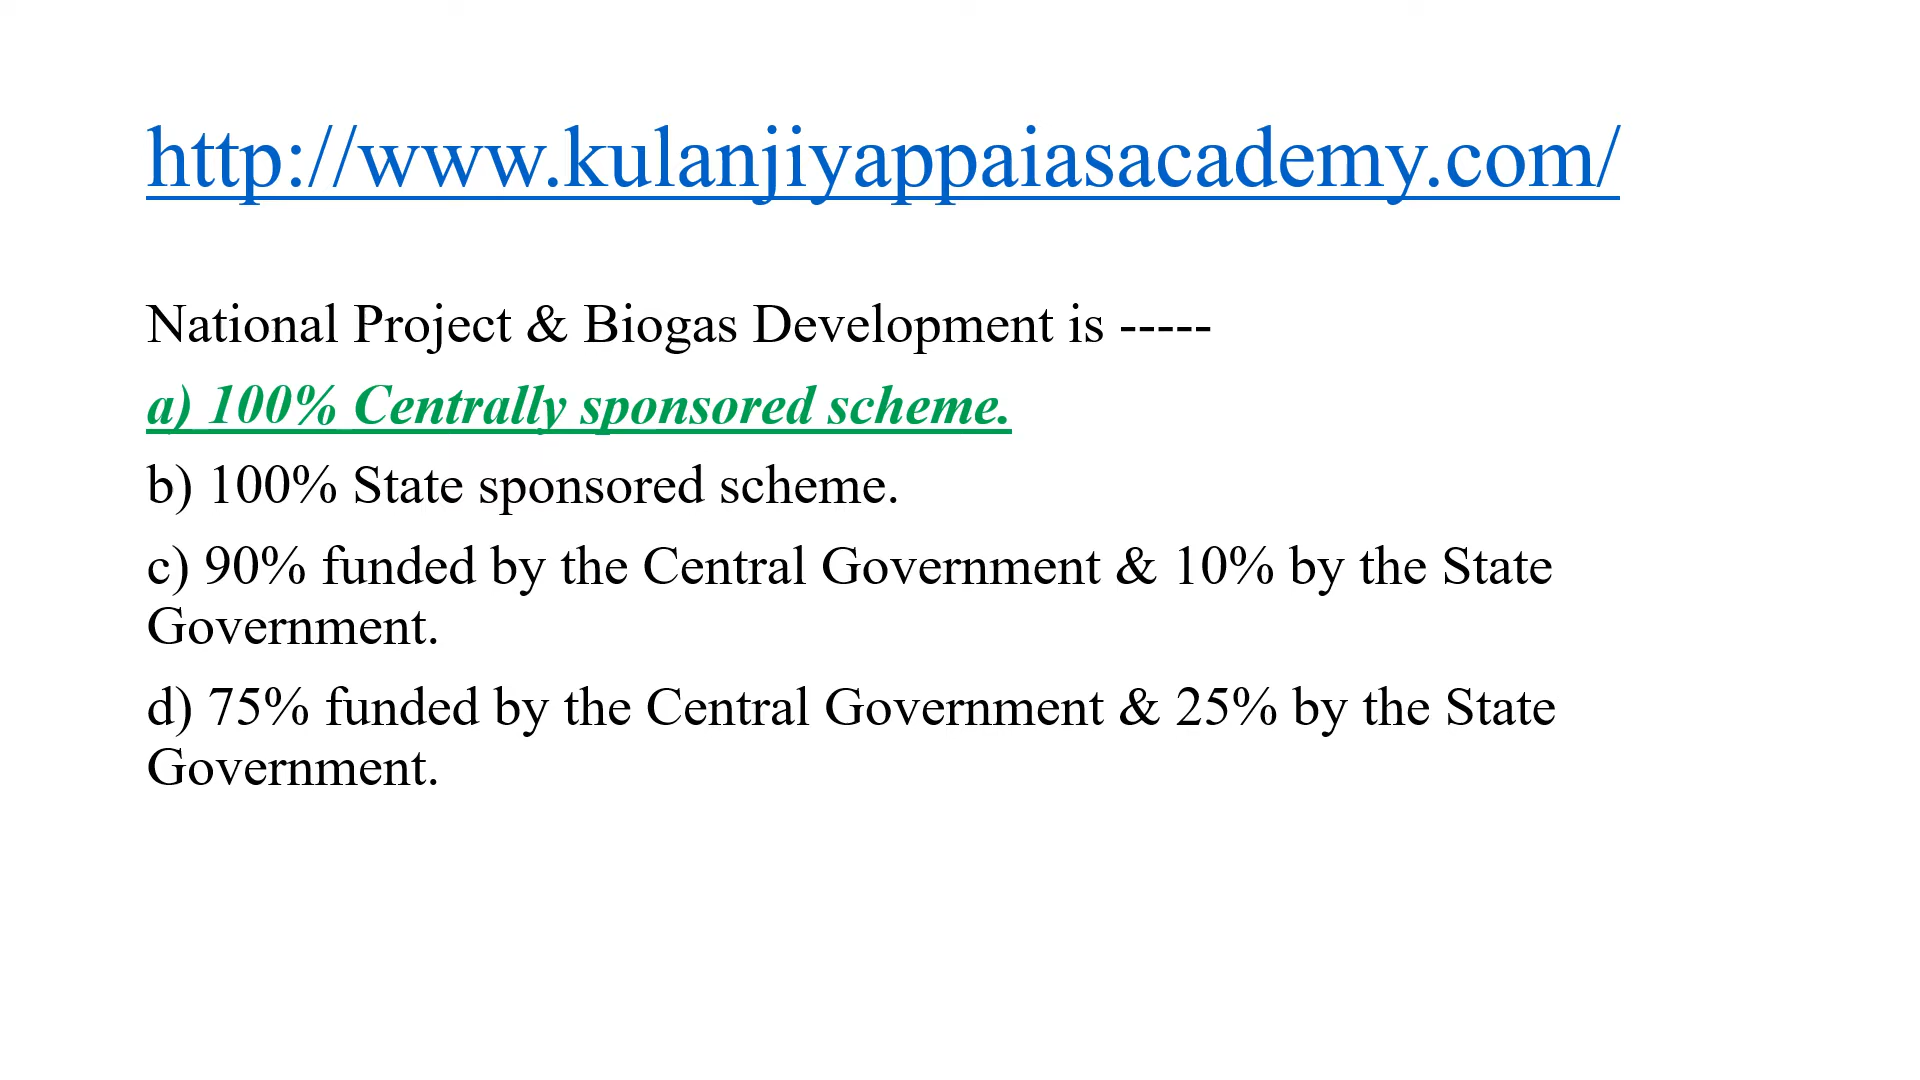 http://www.kulanjiyappaiasacademy.com/
National Project & Biogas Development is -----
a) 100% Centrally sponsored scheme.
b) 100% State sponsored scheme.
c) 90% funded by the Central Government & 10% by the State
Government.
d) 75% funded by the Central Government & 25% by the State
Government.